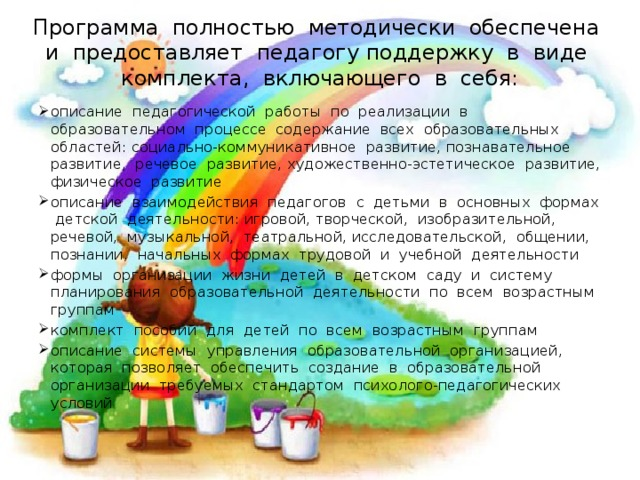 Программа полностью методически обеспечена
и предоставляет педагогу поддержку в виде
комплекта, включающего в себя:
описание педагогической работы по реализации в
образовательном процессе содержание всех образовательных
областей: социально-коммуникативное развитие, познавательное
развитие, речевое развитие, художественно-эстетическое развитие,
физическое развитие
описание взаимодействия педагогов с детьми в основных формах
детской деятельности: игровой, творческой, изобразительной,
речевой, музыкальной, театральной, исследовательской, общении,
познании, начальных формах трудовой и учебной деятельности
формы организации жизни детей в детском саду и систему
планирования образовательной деятельности по всем возрастным
группам
комплект пособий для детей по всем возрастным группам
описание системы управления образовательной организацией,
которая позволяет обеспечить создание в образовательной
организации требуемых стандартом психолого-педагогических
условий